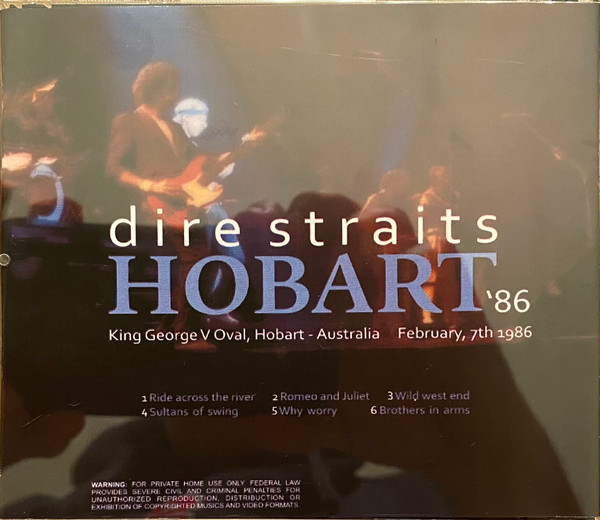 dire straits
HOBART '86
King George V Oval, Hobart - Australia February, 7th 1986
1 Ride across the river 2 Romeo and Juliet 3 Wild west end
4 Sultans of swing 5 Why worry 6 Brothers in arms
WARNING: FOR PRIVATE HOME USE ONLY. FEDERAL LAW
PROVIDES SEVERE CIVIL AND CRIMINAL PENALTIES FOR
UNAUTHORIZED REPRODUCTION, DISTRIBUTION OR
EXHIBITION OF COPYRIGHTED MUSICS AND VIDEO FORMATS.